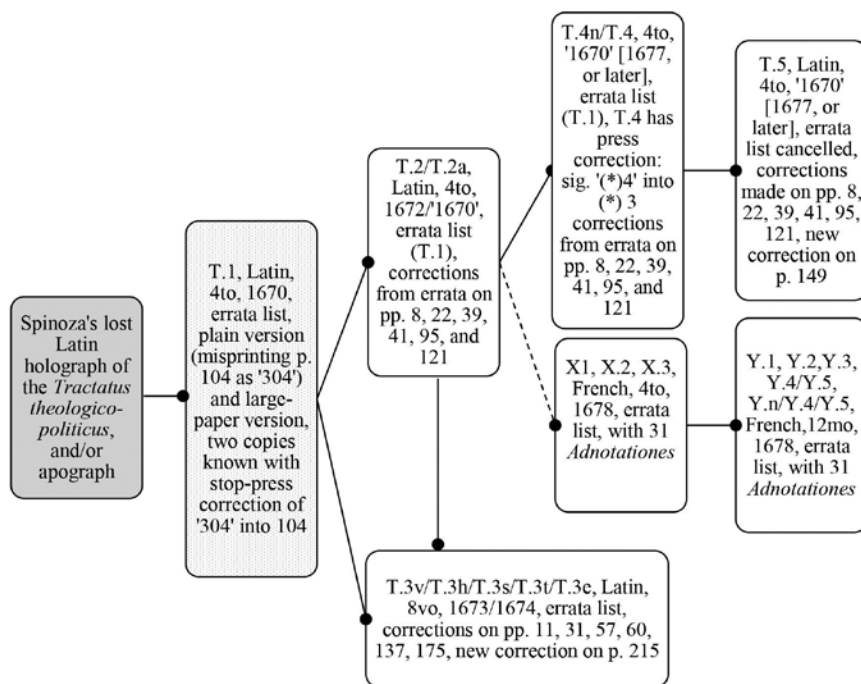 Spinoza's lost
Latin
holograph of
the Tractatus
theologico-
politicus,
and/or
apograph
T.1, Latin,
4to, 1670,
errata list,
plain version
(misprinting p.
104 as '304')
and large-
paper version,
two copies
known with
stop-press
correction of
'304' into 104
T.2/T.2a,
Latin, 4to,
1672/'1670',
errata list
(T.1),
corrections
from errata on
pp. 8, 22, 39,
41, 95, and
121
T.4n/T.4, 4to,
'1670' [1677,
or later],
errata list
(T.1), T.4 has
press
correction:
sig. '(*)4' into
(*) 3
corrections
from errata on
pp. 8, 22, 39,
41, 95, and
121
T.5, Latin,
4to, '1670'
[1677, or
later], errata
list cancelled,
corrections
made on pp. 8,
22, 39, 41, 95,
121, new
correction on
p. 149
X1, X.2, X.3,
French, 4to,
1678, errata
list, with 31
Adnotationes
Y.1, Y.2,Y.3,
Y.4/Y.5,
Y.n/Y.4/Y.5,
French,12mo,
1678, errata
list, with 31
Adnotationes
T.3v/T.3h/T.3s/T.3t/T.3e, Latin,
8vo, 1673/1674, errata list,
corrections on pp. 11, 31, 57, 60,
137, 175, new correction on p. 215